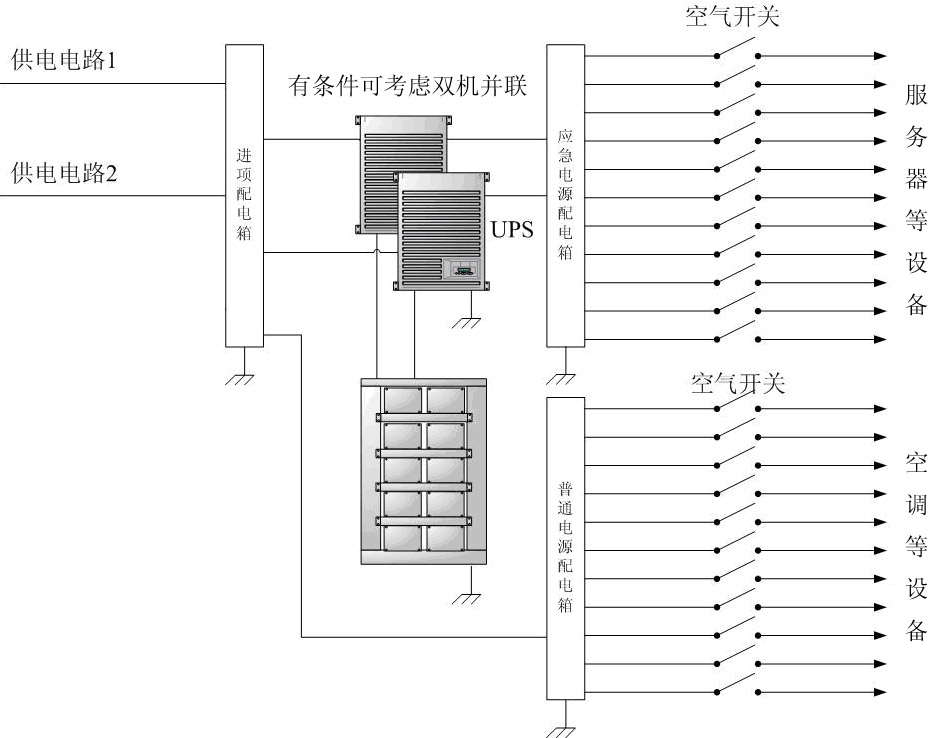 空气开关
供电电路1
有条件可考虑双机并联
供电电路2
进项配电箱
UPS
应急电源配电箱
服务器等设备
空气开关
普通电源配电箱
空调等设备